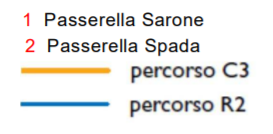 1 Passerella Sarone
2 Passerella Spada
percorso C3
percorso R2